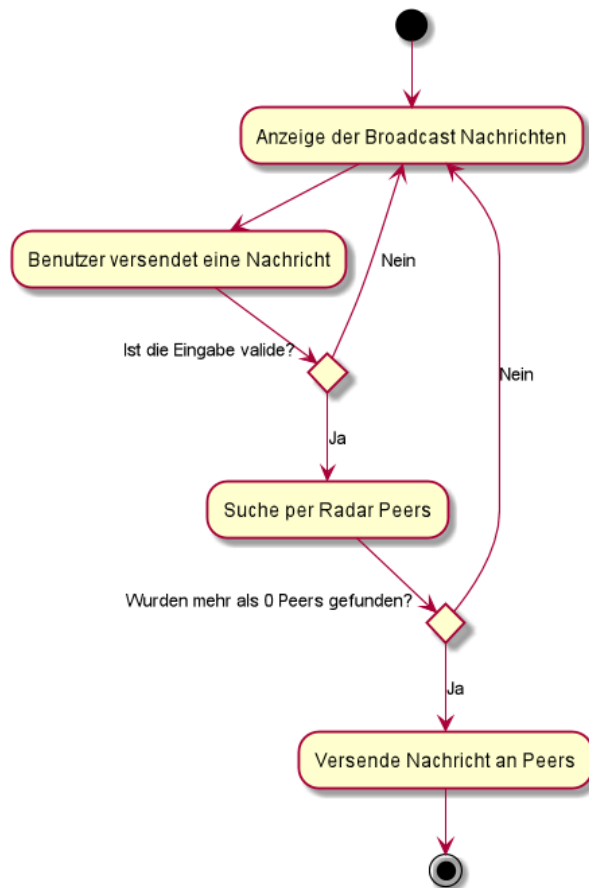 Anzeige der Broadcast Nachrichten
Benutzer versendet eine Nachricht
Nein
Ist die Eingabe valide?
Nein
Ja
Suche per Radar Peers
Wurden mehr als 0 Peers gefunden?
Ja
Versende Nachricht an Peers